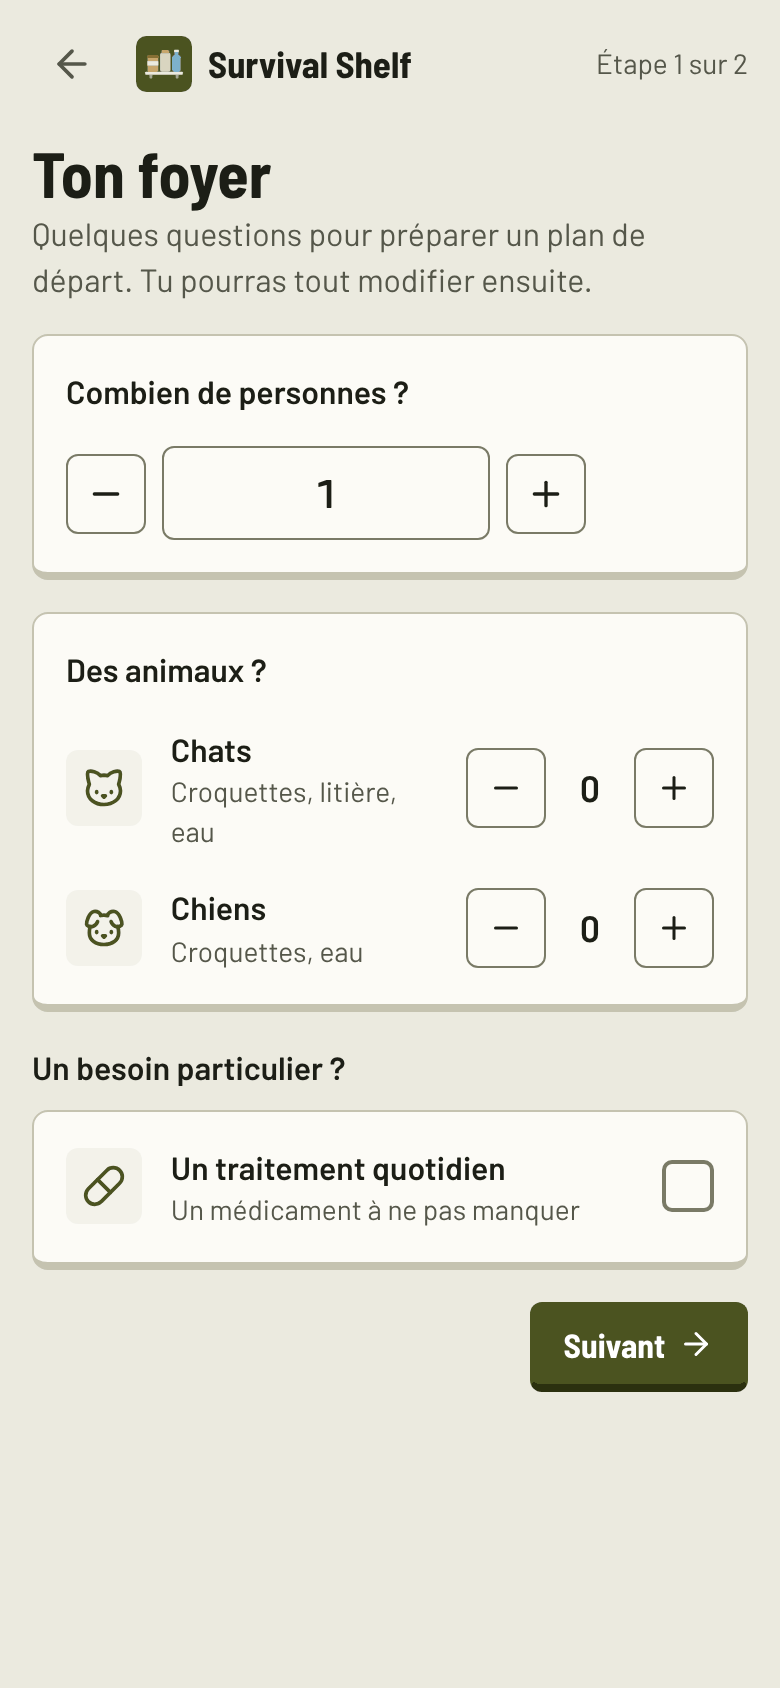 Survival Shelf
Étape 1 sur 2
Ton foyer
Quelques questions pour préparer un plan de
départ. Tu pourras tout modifier ensuite.
Combien de personnes ?
1
Des animaux ?
Chats
Croquettes, litière,
eau
0
Chiens
Croquettes, eau
0
Un besoin particulier ?
Un traitement quotidien
Un médicament à ne pas manquer
Suivant